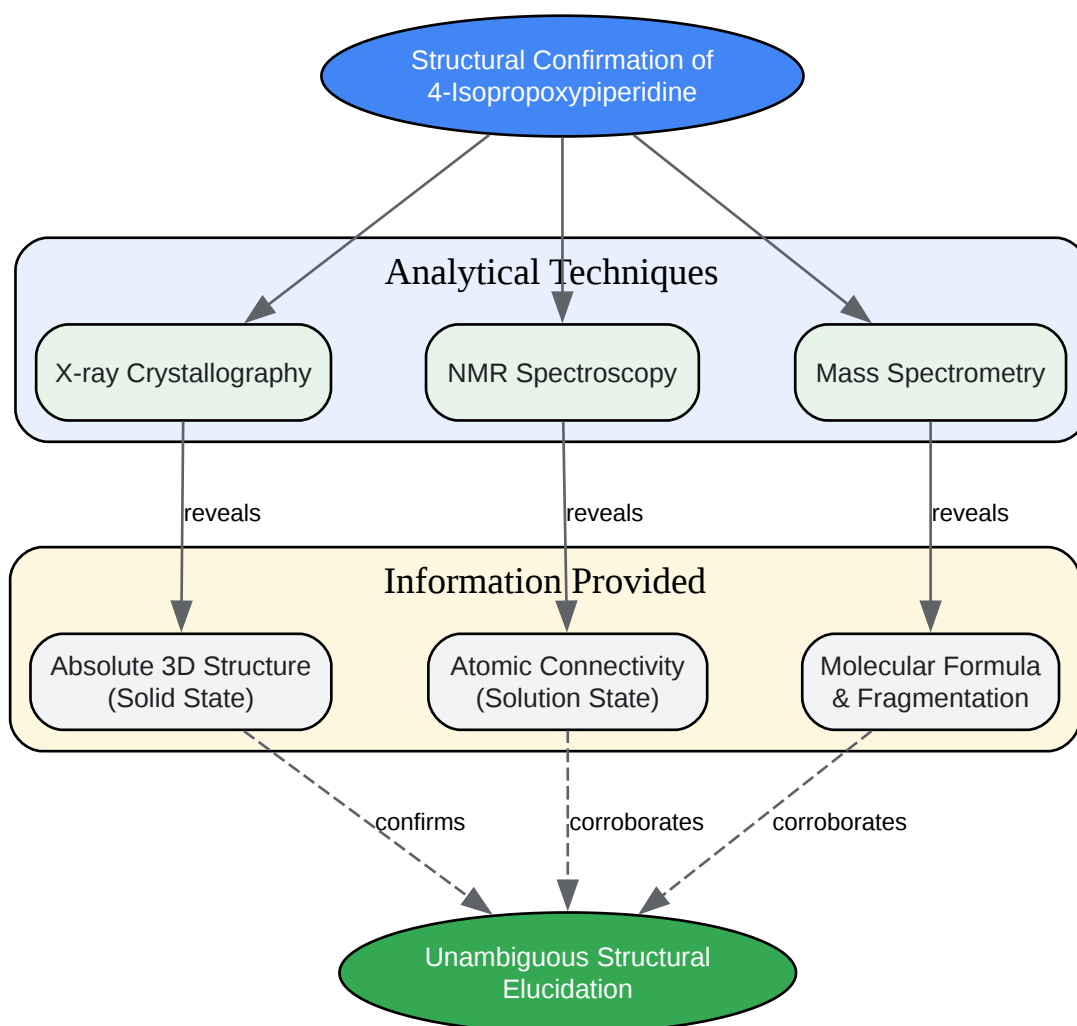 Structural Confirmation of
4-Isopropoxypiperidine
Analytical Techniques
X-ray Crystallography
NMR Spectroscopy
Mass Spectrometry
reveals
reveals
reveals
Information Provided
Absolute 3D Structure
(Solid State)
Atomic Connectivity
(Solution State)
Molecular Formula
& Fragmentation
confirms
corroborates
corroborates
Unambiguous Structural
Elucidation